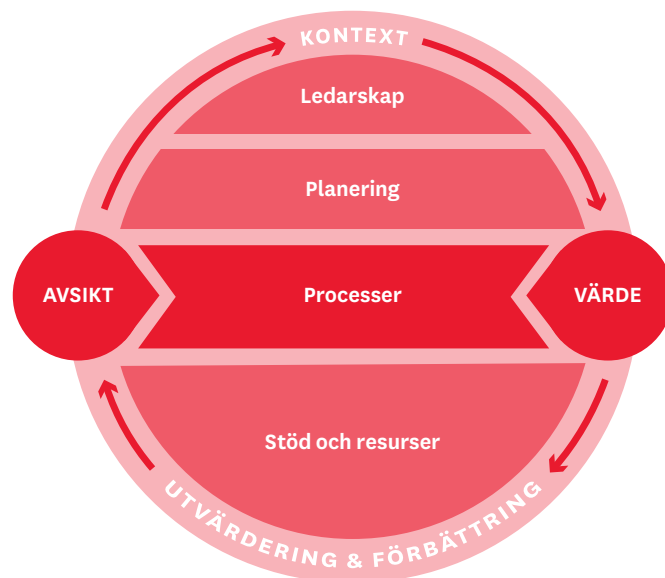 KONTEXT
Ledarskap
Planering
AVSIKT
Processer
VÄRDE
Stöd och resurser
UTVÄRDERING & FÖRBÄTTRING